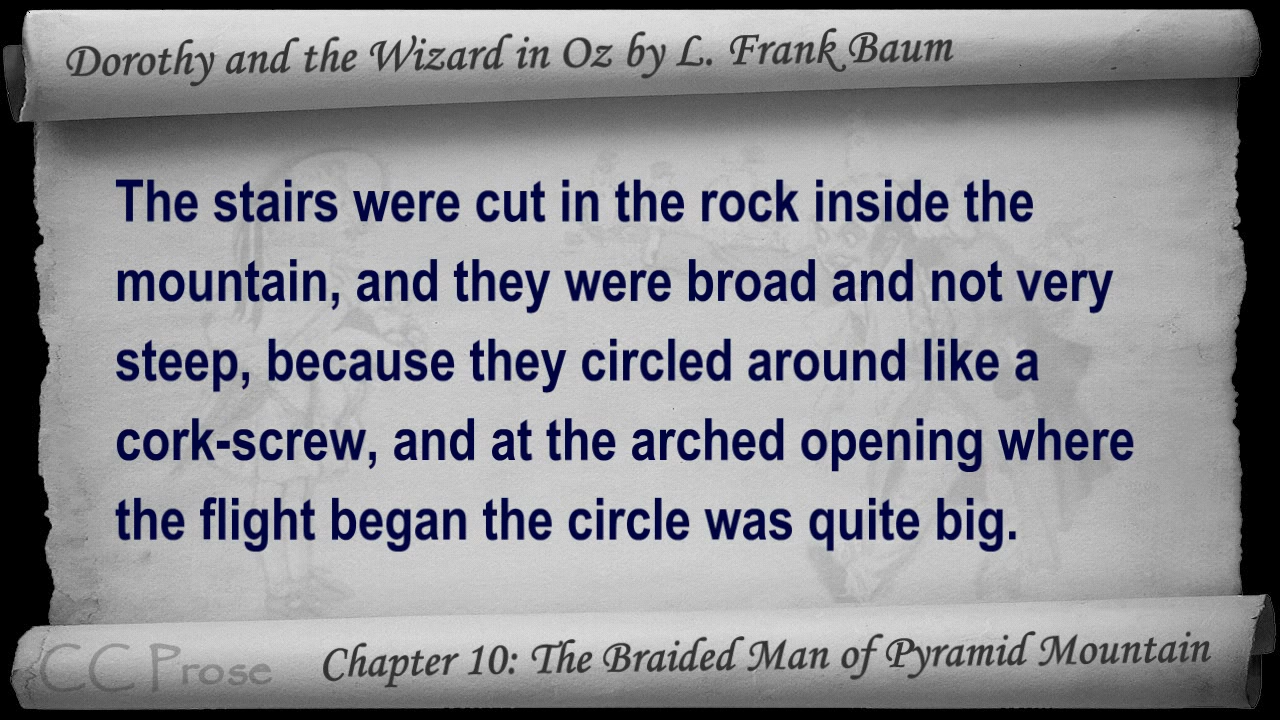 Dorothy and the Wizard in Oz by L. Frank Baum
The stairs were cut in the rock inside the
mountain, and they were broad and not very
steep, because they circled around like a
cork-screw, and at the arched opening where
the flight began the circle was quite big.
CC Prose
Chapter 10: The Braided Man of Pyramid Mountain